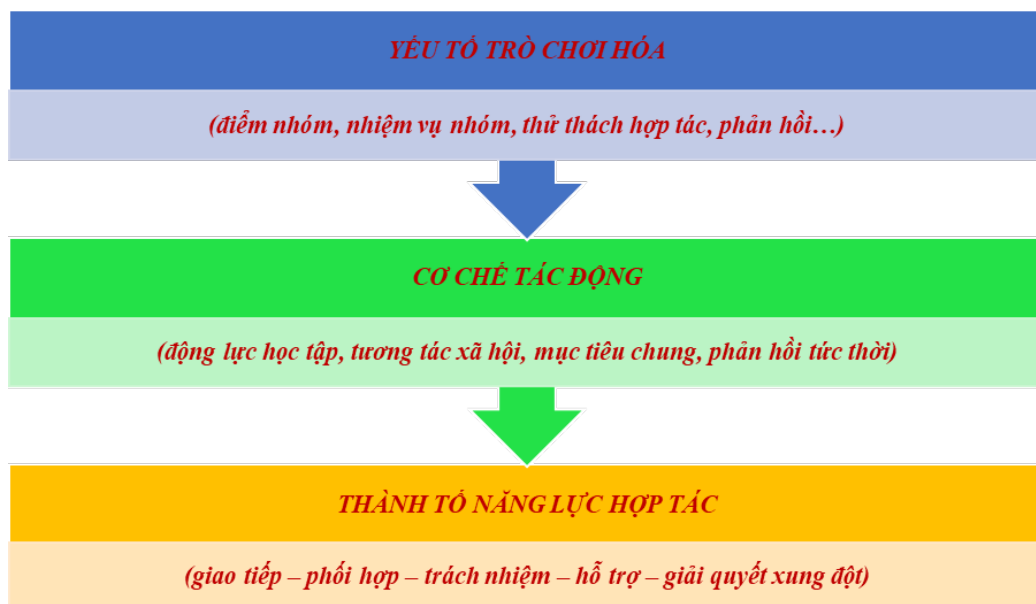 YẾU TỐ TRÒ CHƠI HÓA
(điểm nhóm, nhiệm vụ nhóm, thử thách hợp tác, phản hồi…)
CƠ CHẾ TÁC ĐỘNG
(động lực học tập, tương tác xã hội, mục tiêu chung, phản hồi tức thời)
THÀNH TỐ NĂNG LỰC HỢP TÁC
(giao tiếp – phối hợp – trách nhiệm – hỗ trợ – giải quyết xung đột)